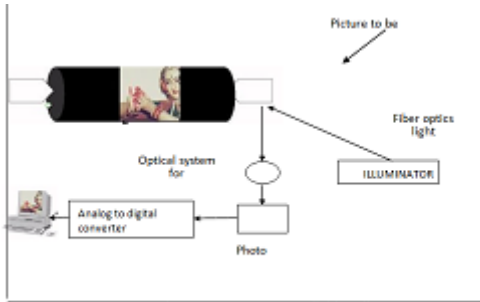 Picture to be
Fiber optics
light
Optical system
for
ILLUMINATOR
Analog to digital
converter
Photo